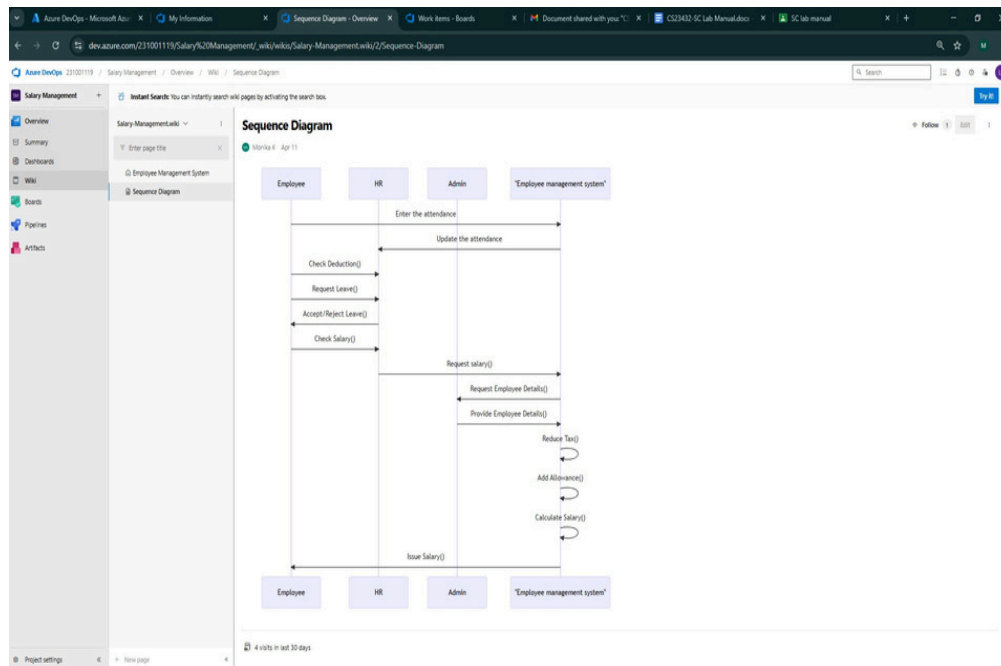 Azure DevOps - Microsoft Azu
My Information
Sequence Diagram - Overview
Work items - Boards
Document shared with you: "C
CS23432-SC Lab Manual.docx -
SC lab manual
dev.azure.com/231001119/Salary%20Management/_wiki/wikis/Salary-Management.wiki/2/Sequence-Diagram
Azure DevOps 231001119 / Salary Management / Overview / Wiki / Sequence Diagram
Search
Salary Management
Instant Search: You can instantly search wiki pages by activating the search box.
Try it!
Overview
Summary
Dashboards
Wiki
Boards
Pipelines
Artifacts
Project settings
Salary-Management.wiki
Enter page title
Employee Management System
Sequence Diagram
New page
Sequence Diagram
Follow 1
Edit
Monika K Apr 15
Employee
HR
Admin
"Employee management system"
Enter the attendance
Update the attendance
Check Deduction()
Request Leave()
Accept/Reject Leave()
Check Salary()
Request salary()
Request Employee Details()
Provide Employee Details()
Reduce Tax()
Add Allowance()
Calculate Salary()
Issue Salary()
Employee
HR
Admin
"Employee management system"
4 visits in last 30 days